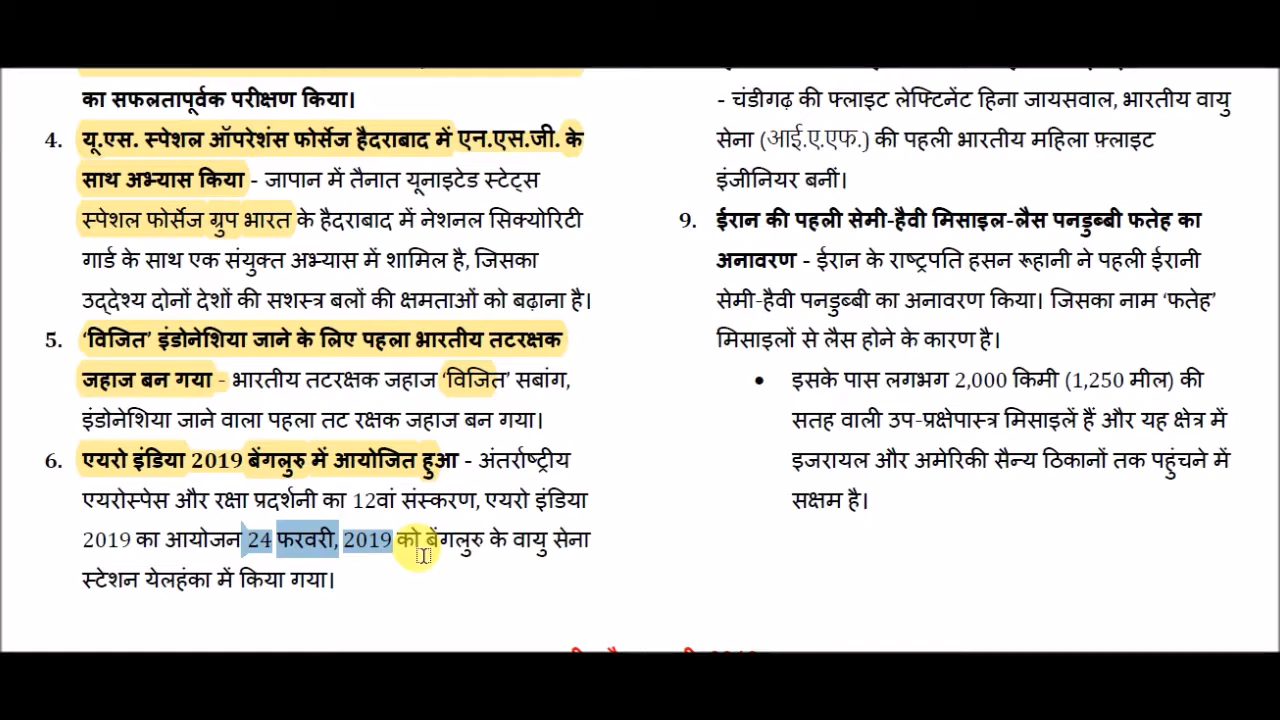 का सफलतापूर्वक परीक्षण किया।
4. यू.एस. स्पेशल ऑपरेशंस फोर्सेज हैदराबाद में एन.एस.जी. के
साथ अभ्यास किया - जापान में तैनात यूनाइटेड स्टेट्स
स्पेशल फोर्सेज ग्रुप भारत के हैदराबाद में नेशनल सिक्योरिटी
गार्ड के साथ एक संयुक्त अभ्यास में शामिल है, जिसका
उद्देश्य दोनों देशों की सशस्त्र बलों की क्षमताओं को बढ़ाना है।
5. ‘विजित’ इंडोनेशिया जाने के लिए पहला भारतीय तटरक्षक
जहाज बन गया - भारतीय तटरक्षक जहाज ‘विजित’ सबांग,
इंडोनेशिया जाने वाला पहला तट रक्षक जहाज बन गया।
6. एयरो इंडिया 2019 बेंगलुरु में आयोजित हुआ - अंतर्राष्ट्रीय
एयरोस्पेस और रक्षा प्रदर्शनी का 12वां संस्करण, एयरो इंडिया
2019 का आयोजन 24 फरवरी, 2019 को बेंगलुरु के वायु सेना
स्टेशन येलहंका में किया गया।
- चंडीगढ़ की फ्लाइट लेफ्टिनेंट हिना जायसवाल, भारतीय वायु
सेना (आई.ए.एफ.) की पहली भारतीय महिला फ़्लाइट
इंजीनियर बनीं।
9. ईरान की पहली सेमी-हैवी मिसाइल-लैस पनडुब्बी फतेह का
अनावरण - ईरान के राष्ट्रपति हसन रूहानी ने पहली ईरानी
सेमी-हैवी पनडुब्बी का अनावरण किया। जिसका नाम ‘फतेह’
मिसाइलों से लैस होने के कारण है।
• इसके पास लगभग 2,000 किमी (1,250 मील) की
सतह वाली उप-प्रक्षेपास्त्र मिसाइलें हैं और यह क्षेत्र में
इजरायल और अमेरिकी सैन्य ठिकानों तक पहुंचने में
सक्षम है।